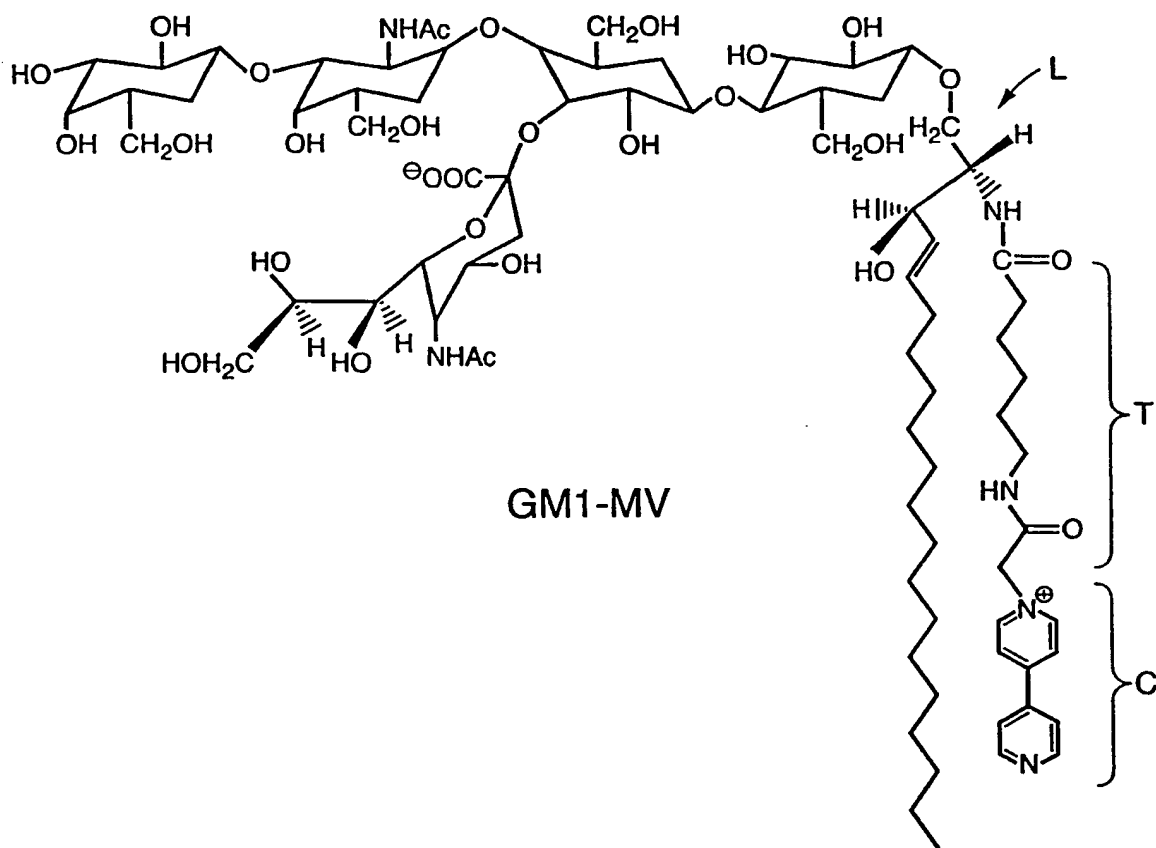 OH
OH
HO
O
NHAc
O
CH₂OH
OH
OH
HO
O
O
L
OH
CH₂OH
OH
CH₂OH
O
OH
CH₂OH
H₂C
H
⊖OOC
O
H
NH
HO
OH
HO
C=O
H
H
HOH₂C
HO
NHAc
T
GM1-MV
HN
O
N⊕
C
N